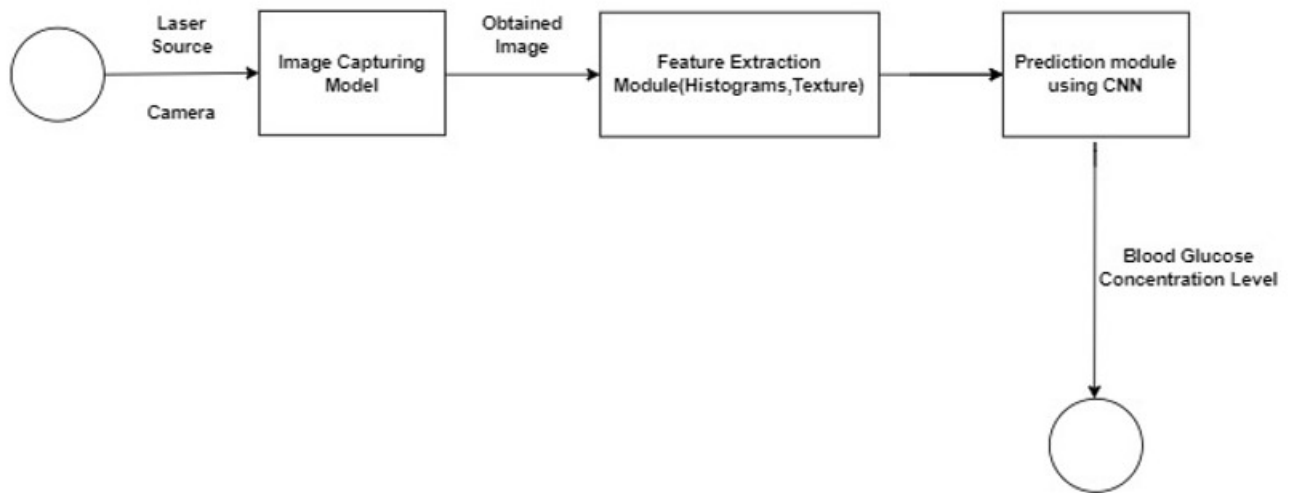 Laser
Source
Camera
Image Capturing
Model
Obtained
Image
Feature Extraction
Module(Histograms,Texture)
Prediction module
using CNN
Blood Glucose
Concentration Level